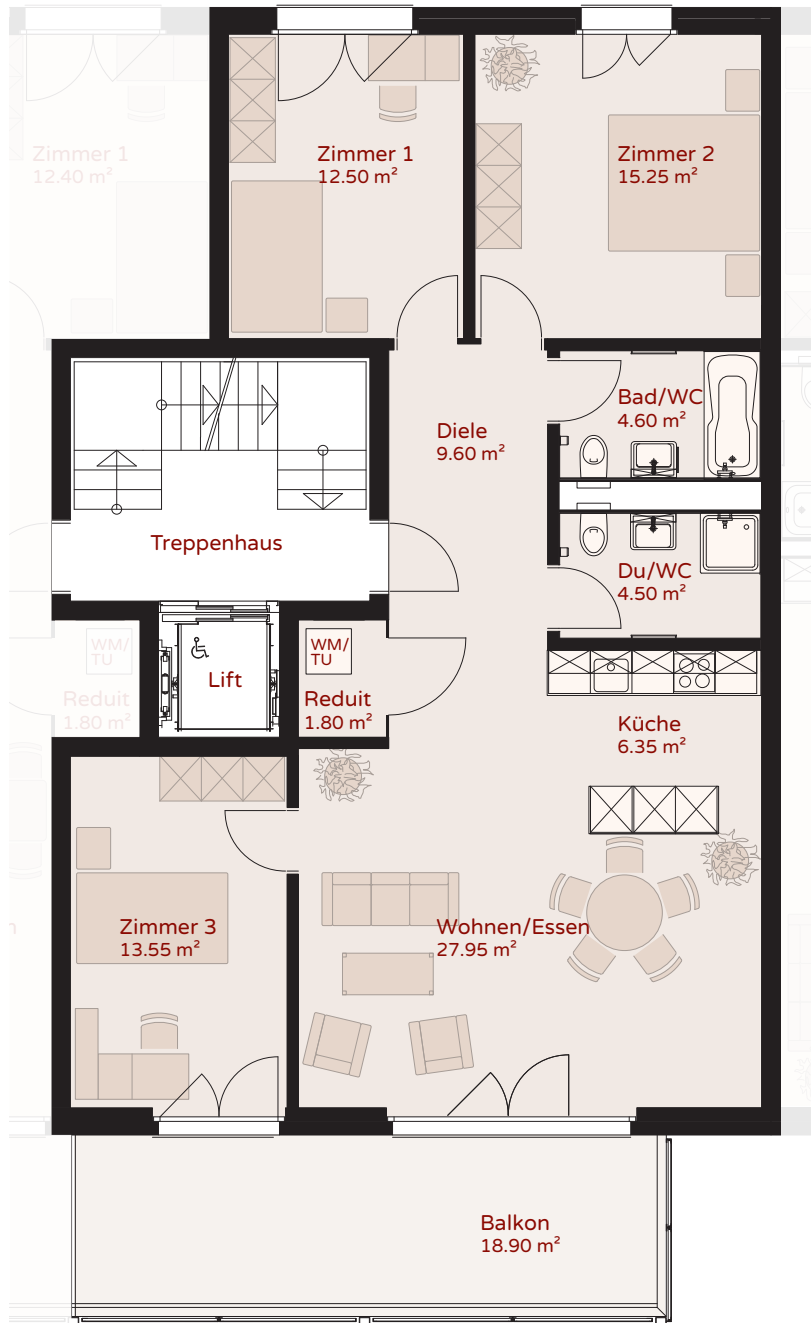 Zimmer 1
12.40 m²
Zimmer 1
12.50 m²
Zimmer 2
15.25 m²
Bad/WC
4.60 m²
Diele
9.60 m²
Treppenhaus
Du/WC
4.50 m²
WM/
TU
Reduit
1.80 m²
Lift
WM/
TU
Reduit
1.80 m²
Küche
6.35 m²
Zimmer 3
13.55 m²
Wohnen/Essen
27.95 m²
Balkon
18.90 m²